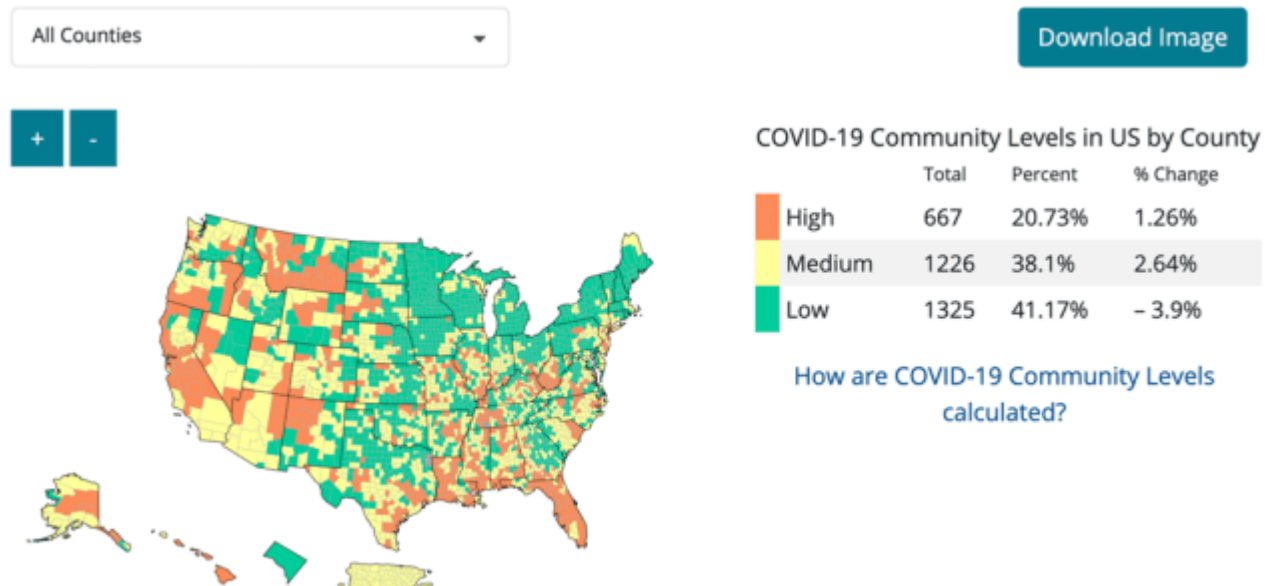 All Counties
Download Image
+ -
COVID-19 Community Levels in US by County
Total Percent % Change
High 667 20.73% 1.26%
Medium 1226 38.1% 2.64%
Low 1325 41.17% – 3.9%
How are COVID-19 Community Levels
calculated?